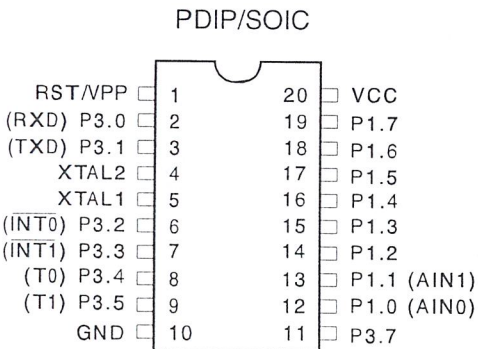 PDIP/SOIC
RST/VPP 1 20 VCC
(RXD) P3.0 2 19 P1.7
(TXD) P3.1 3 18 P1.6
XTAL2 4 17 P1.5
XTAL1 5 16 P1.4
(INT0) P3.2 6 15 P1.3
(INT1) P3.3 7 14 P1.2
(T0) P3.4 8 13 P1.1 (AIN1)
(T1) P3.5 9 12 P1.0 (AIN0)
GND 10 11 P3.7